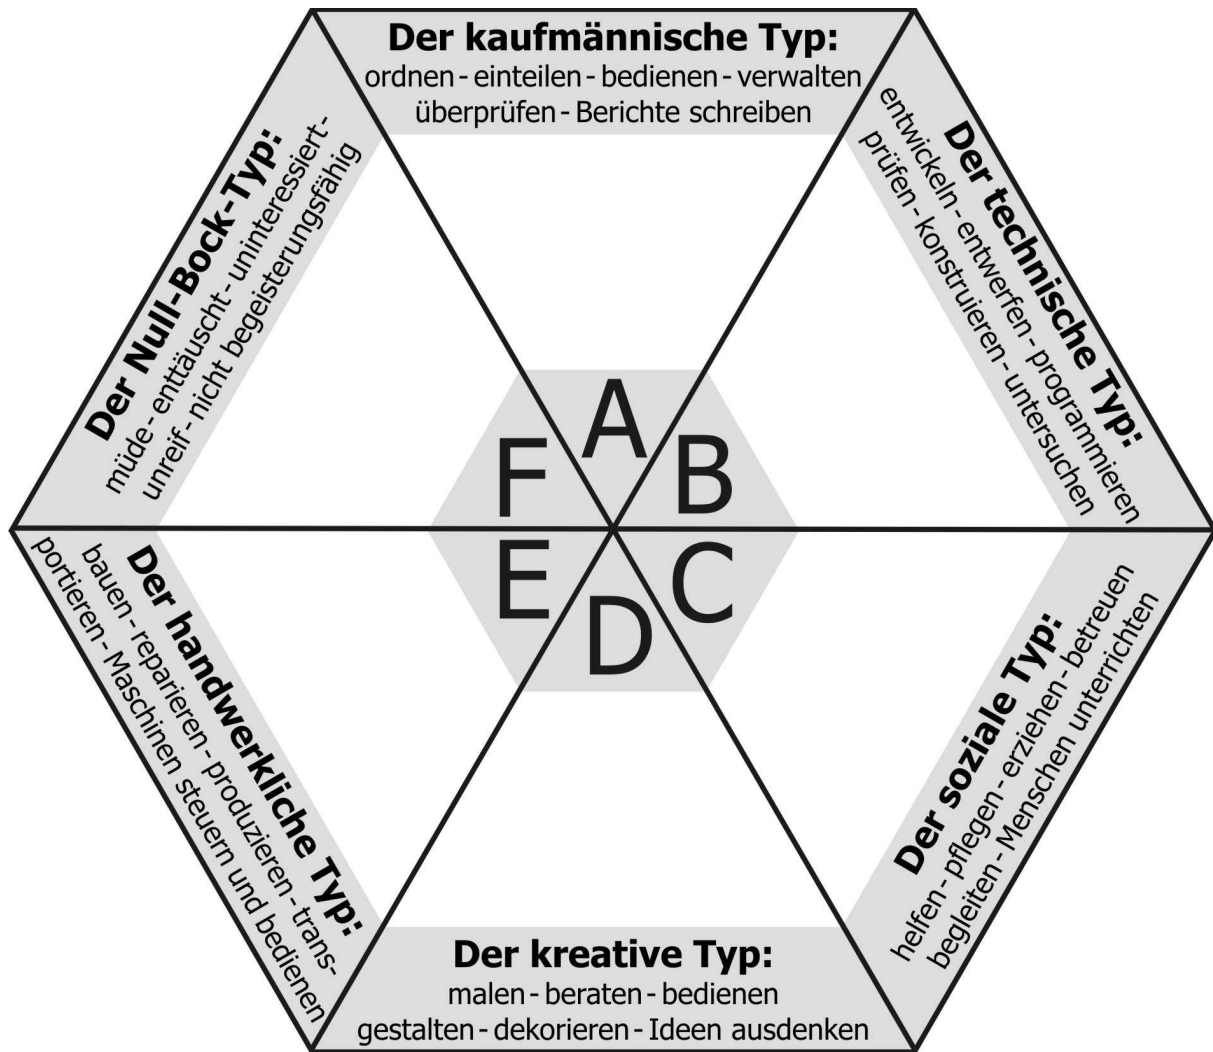 Der kaufmännische Typ:
ordnen - einteilen - bedienen - verwalten
überprüfen - Berichte schreiben
Der technische Typ:
entwickeln - entwerfen - programmieren
prüfen - konstruieren - untersuchen
Der soziale Typ:
helfen - pflegen - erziehen - betreuen
begleiten - Menschen unterrichten
Der kreative Typ:
malen - beraten - bedienen
gestalten - dekorieren - Ideen ausdenken
Der handwerkliche Typ:
bauen - reparieren - produzieren - trans-
portieren - Maschinen steuern und bedienen
Der Null-Bock-Typ:
müde - enttäuscht - uninteressiert -
unreif - nicht begeisterungsfähig
A
B
C
D
E
F